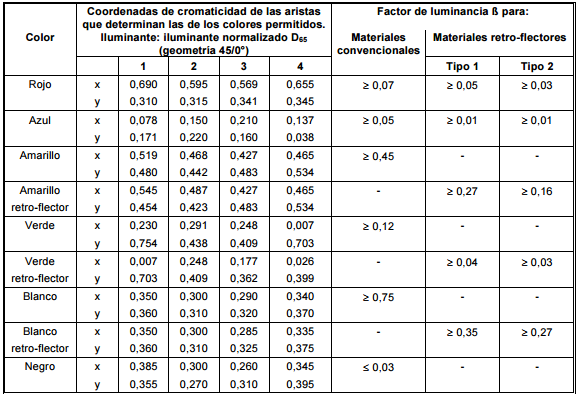 Color Coordenadas de cromaticidad de las aristas que determinan las de los colores permitidos. Iluminante: iluminante normalizado D65 (geometría 45/0°) Factor de luminancia ß para:
Materiales convencionales Materiales retro-flectores
1 2 3 4 Tipo 1 Tipo 2
Rojo x 0,690 0,595 0,569 0,655 ≥ 0,07 ≥ 0,05 ≥ 0,03
y 0,310 0,315 0,341 0,345
Azul x 0,078 0,150 0,210 0,137 ≥ 0,05 ≥ 0,01 ≥ 0,01
y 0,171 0,220 0,160 0,038
Amarillo x 0,519 0,468 0,427 0,465 ≥ 0,45 - -
y 0,480 0,442 0,483 0,534
Amarillo x 0,545 0,487 0,427 0,465 - ≥ 0,27 ≥ 0,16
retro-flector y 0,454 0,423 0,483 0,534
Verde x 0,230 0,291 0,248 0,007 ≥ 0,12 - -
y 0,754 0,438 0,409 0,703
Verde x 0,007 0,248 0,177 0,026 - ≥ 0,04 ≥ 0,03
retro-flector y 0,703 0,409 0,362 0,399
Blanco x 0,350 0,300 0,290 0,340 ≥ 0,75 - -
y 0,360 0,310 0,320 0,370
Blanco x 0,350 0,300 0,285 0,335 - ≥ 0,35 ≥ 0,27
retro-flector y 0,360 0,310 0,325 0,375
Negro x 0,385 0,300 0,260 0,345 ≤ 0,03 - -
y 0,355 0,270 0,310 0,395